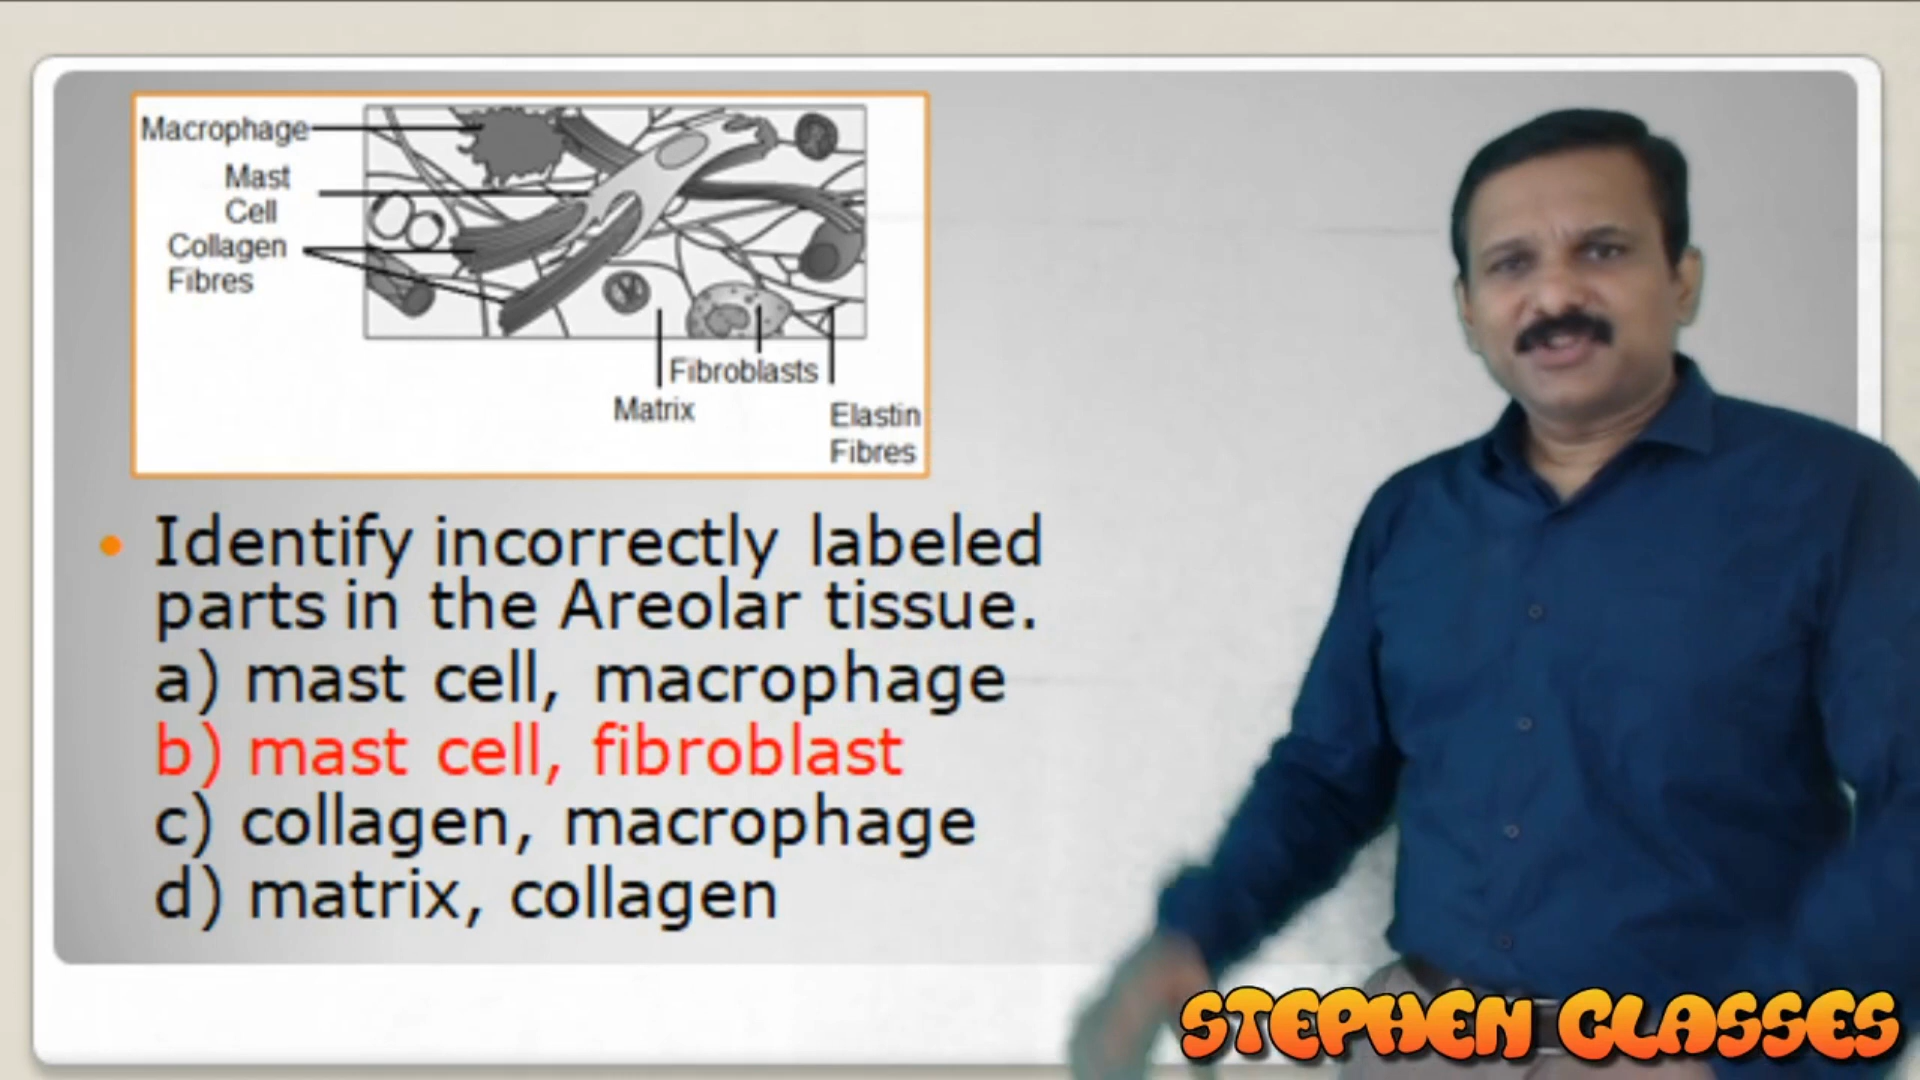 Macrophage
Mast
Cell
Collagen
Fibres
Fibroblasts
Matrix
Elastin
Fibres
Identify incorrectly labeled
parts in the Areolar tissue.
a) mast cell, macrophage
b) mast cell, fibroblast
c) collagen, macrophage
d) matrix, collagen
STEPHEN CLASSES